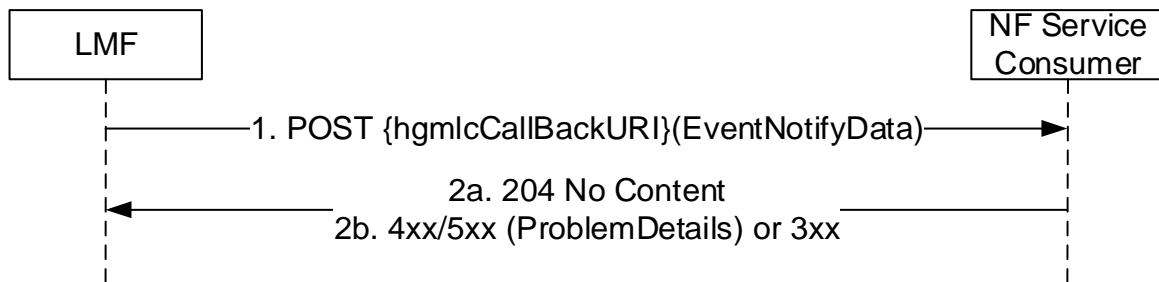 LMF
NF Service
Consumer
1. POST {hgmlcCallBackURI}(EventNotifyData)
2a. 204 No Content
2b. 4xx/5xx (ProblemDetails) or 3xx